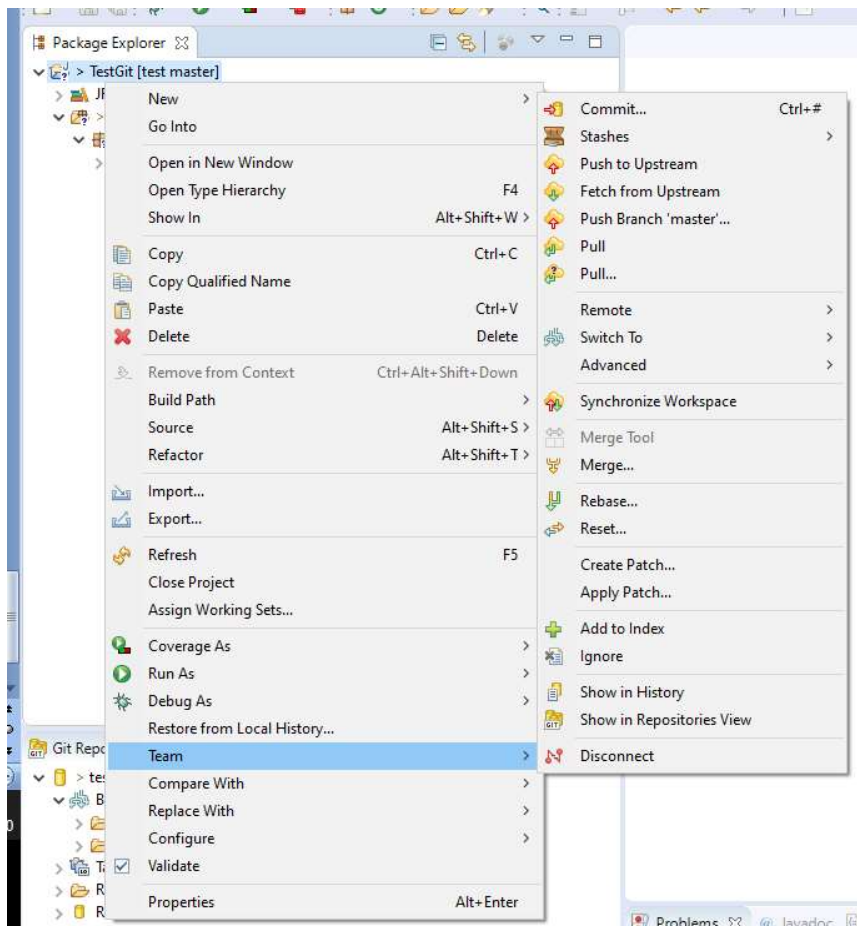 Package Explorer
> TestGit [test master]
New
Go Into
Open in New Window
Open Type Hierarchy F4
Show In Alt+Shift+W >
Copy Ctrl+C
Copy Qualified Name
Paste Ctrl+V
Delete Delete
Remove from Context Ctrl+Alt+Shift+Down
Build Path
Source Alt+Shift+S >
Refactor Alt+Shift+T >
Import...
Export...
Refresh F5
Close Project
Assign Working Sets...
Coverage As
Run As
Debug As
Restore from Local History...
Team
Compare With
Replace With
Configure
Validate
Properties Alt+Enter
Commit... Ctrl+#
Stashes
Push to Upstream
Fetch from Upstream
Push Branch 'master'...
Pull
Pull...
Remote
Switch To
Advanced
Synchronize Workspace
Merge Tool
Merge...
Rebase...
Reset...
Create Patch...
Apply Patch...
Add to Index
Ignore
Show in History
Show in Repositories View
Disconnect
Git Repo
> tes
B
R
R
Problems Javadoc